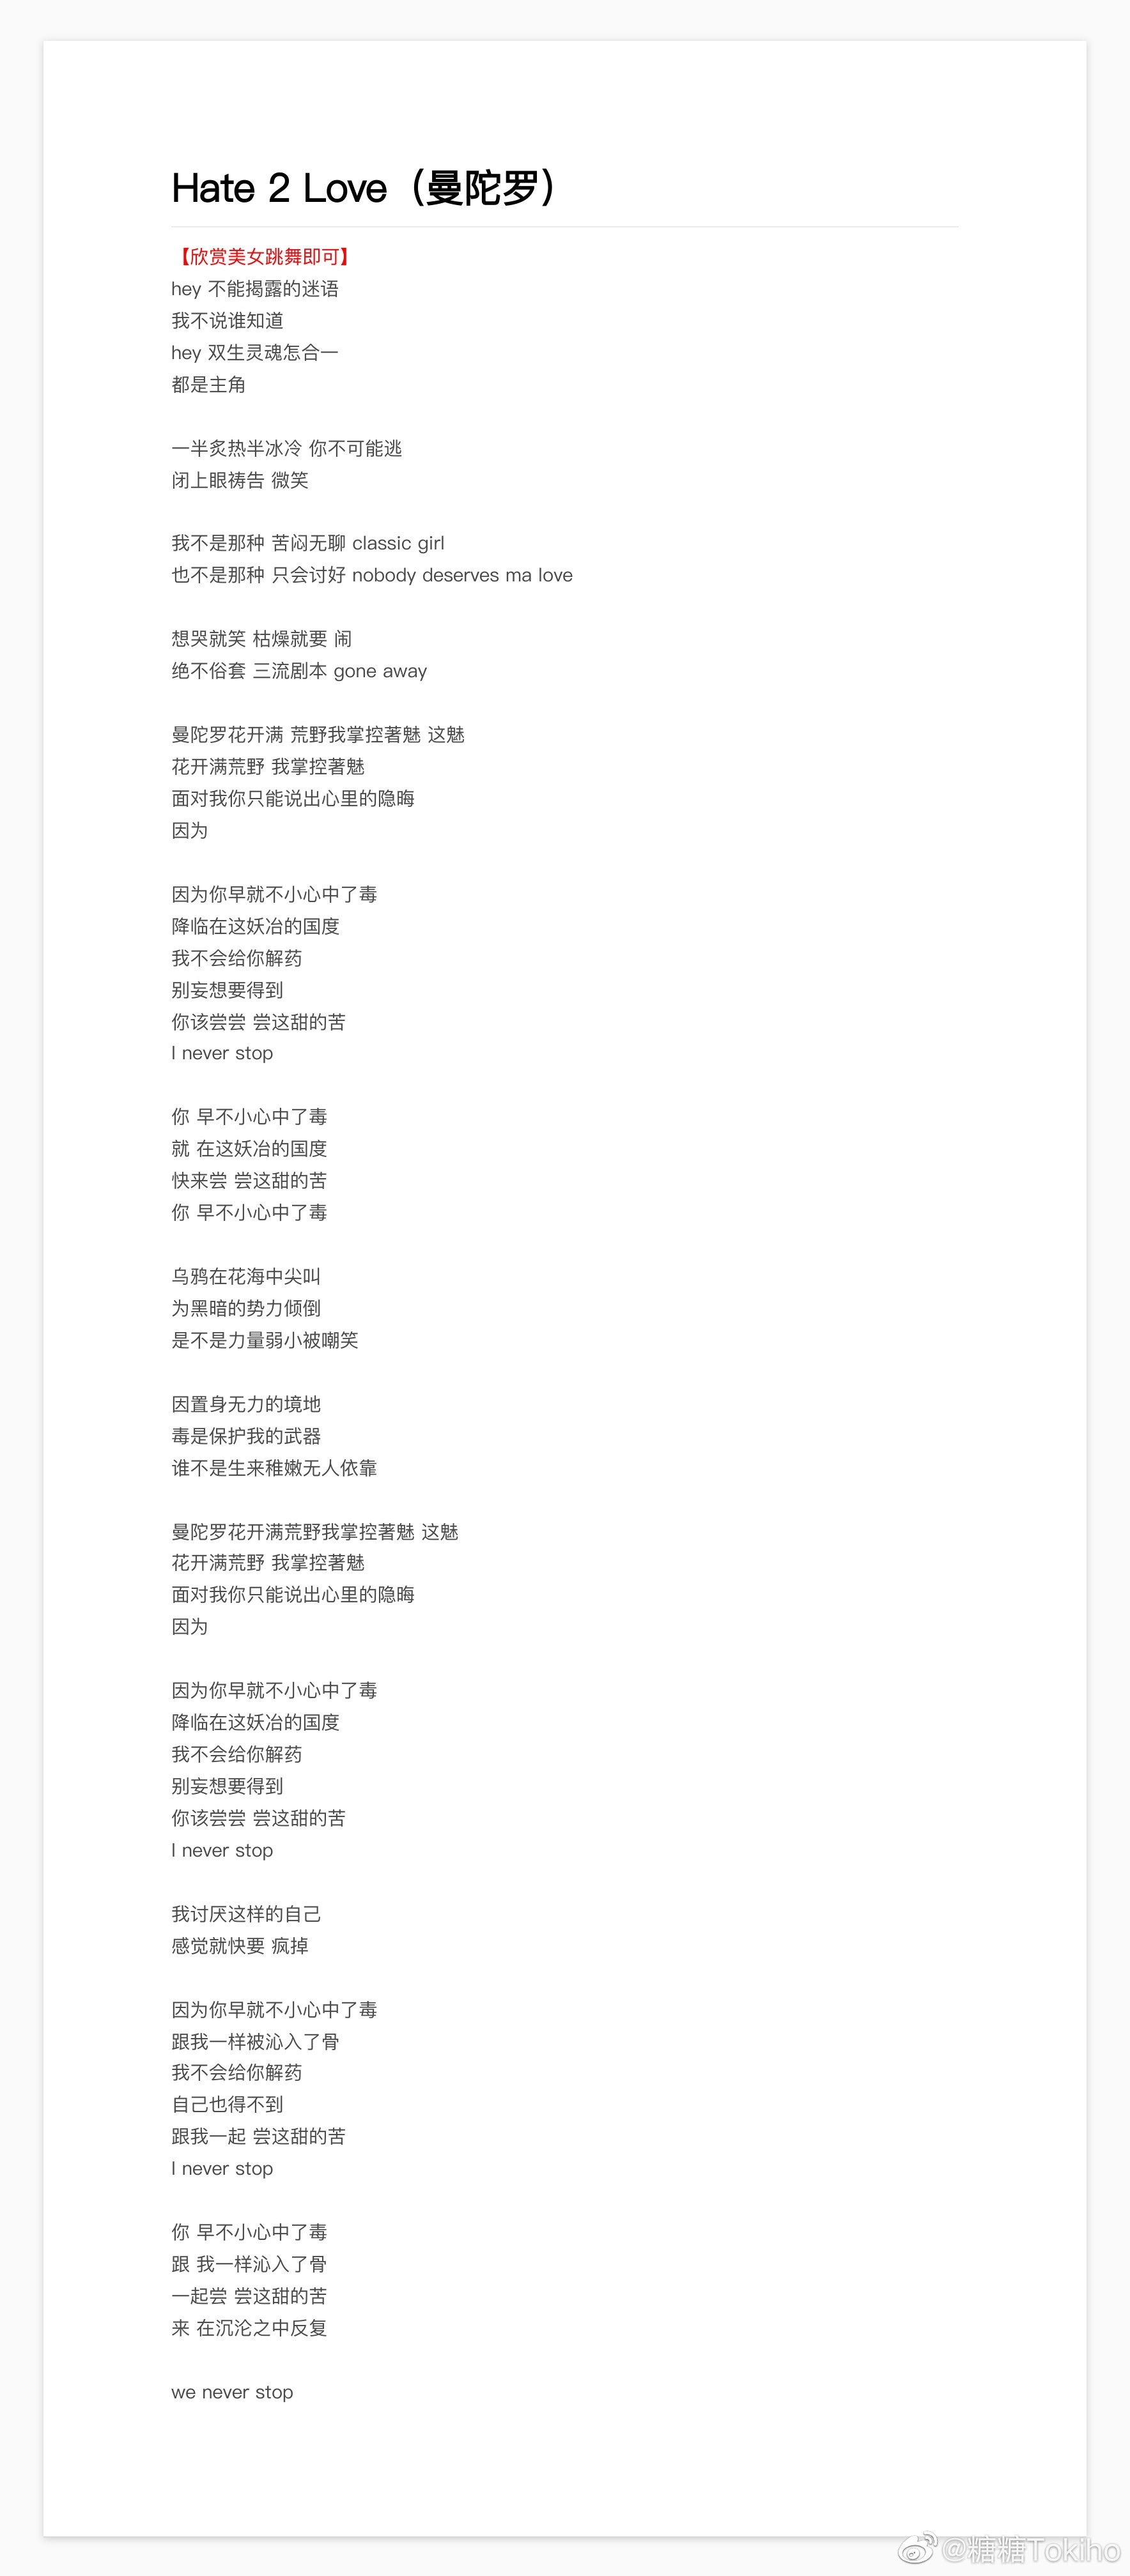 Hate 2 Love（曼陀罗）
【欣赏美女跳舞即可】
hey 不能揭露的迷语
我不说谁知道
hey 双生灵魂怎合一
都是主角
一半炙热半冰冷 你不可能逃
闭上眼祷告 微笑
我不是那种 苦闷无聊 classic girl
也不是那种 只会讨好 nobody deserves ma love
想哭就笑 枯燥就要 闹
绝不俗套 三流剧本 gone away
曼陀罗花开满 荒野我掌控著魅 这魅
花开满荒野 我掌控著魅
面对我你只能说出心里的隐晦
因为
因为你早就不小心中了毒
降临在这妖冶的国度
我不会给你解药
别妄想要得到
你该尝尝 尝这甜的苦
I never stop
你 早不小心中了毒
就 在这妖冶的国度
快来尝 尝这甜的苦
你 早不小心中了毒
乌鸦在花海中尖叫
为黑暗的势力倾倒
是不是力量弱小被嘲笑
因置身无力的境地
毒是保护我的武器
谁不是生来稚嫩无人依靠
曼陀罗花开满荒野我掌控著魅 这魅
花开满荒野 我掌控著魅
面对我你只能说出心里的隐晦
因为
因为你早就不小心中了毒
降临在这妖冶的国度
我不会给你解药
别妄想要得到
你该尝尝 尝这甜的苦
I never stop
我讨厌这样的自己
感觉就快要 疯掉
因为你早就不小心中了毒
跟我一样被沁入了骨
我不会给你解药
自己也得不到
跟我一起 尝这甜的苦
I never stop
你 早不小心中了毒
跟 我一样沁入了骨
一起尝 尝这甜的苦
来 在沉沦之中反复
we never stop
@糖糖Tokiho